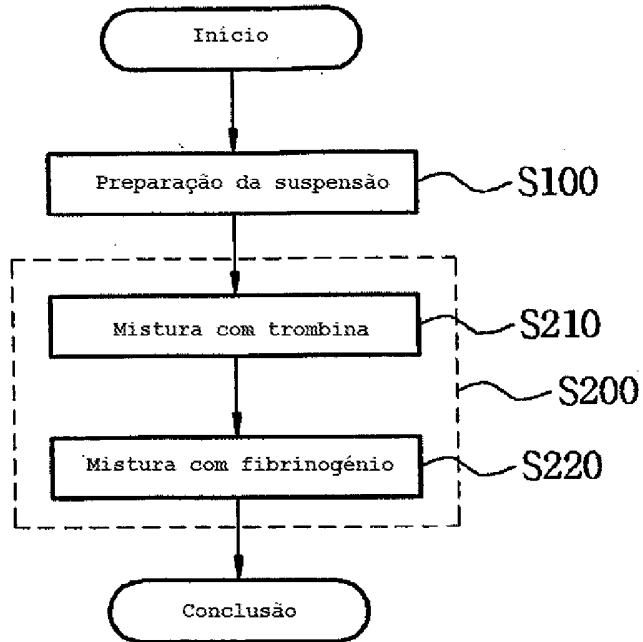 Início
Preparação da suspensão
S100
Mistura com trombina
S210
S200
Mistura com fibrinogénio
S220
Conclusão